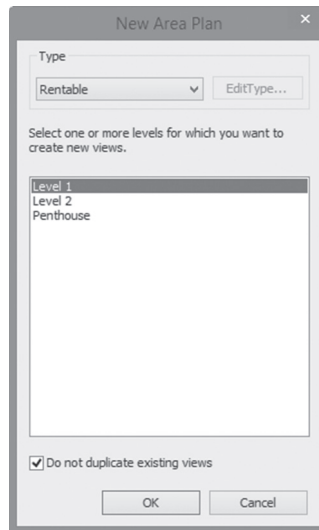 New Area Plan
×
Type
Rentable
EditType...
Select one or more levels for which you want to
create new views.
Level 1
Level 2
Penthouse
Do not duplicate existing views
OK
Cancel